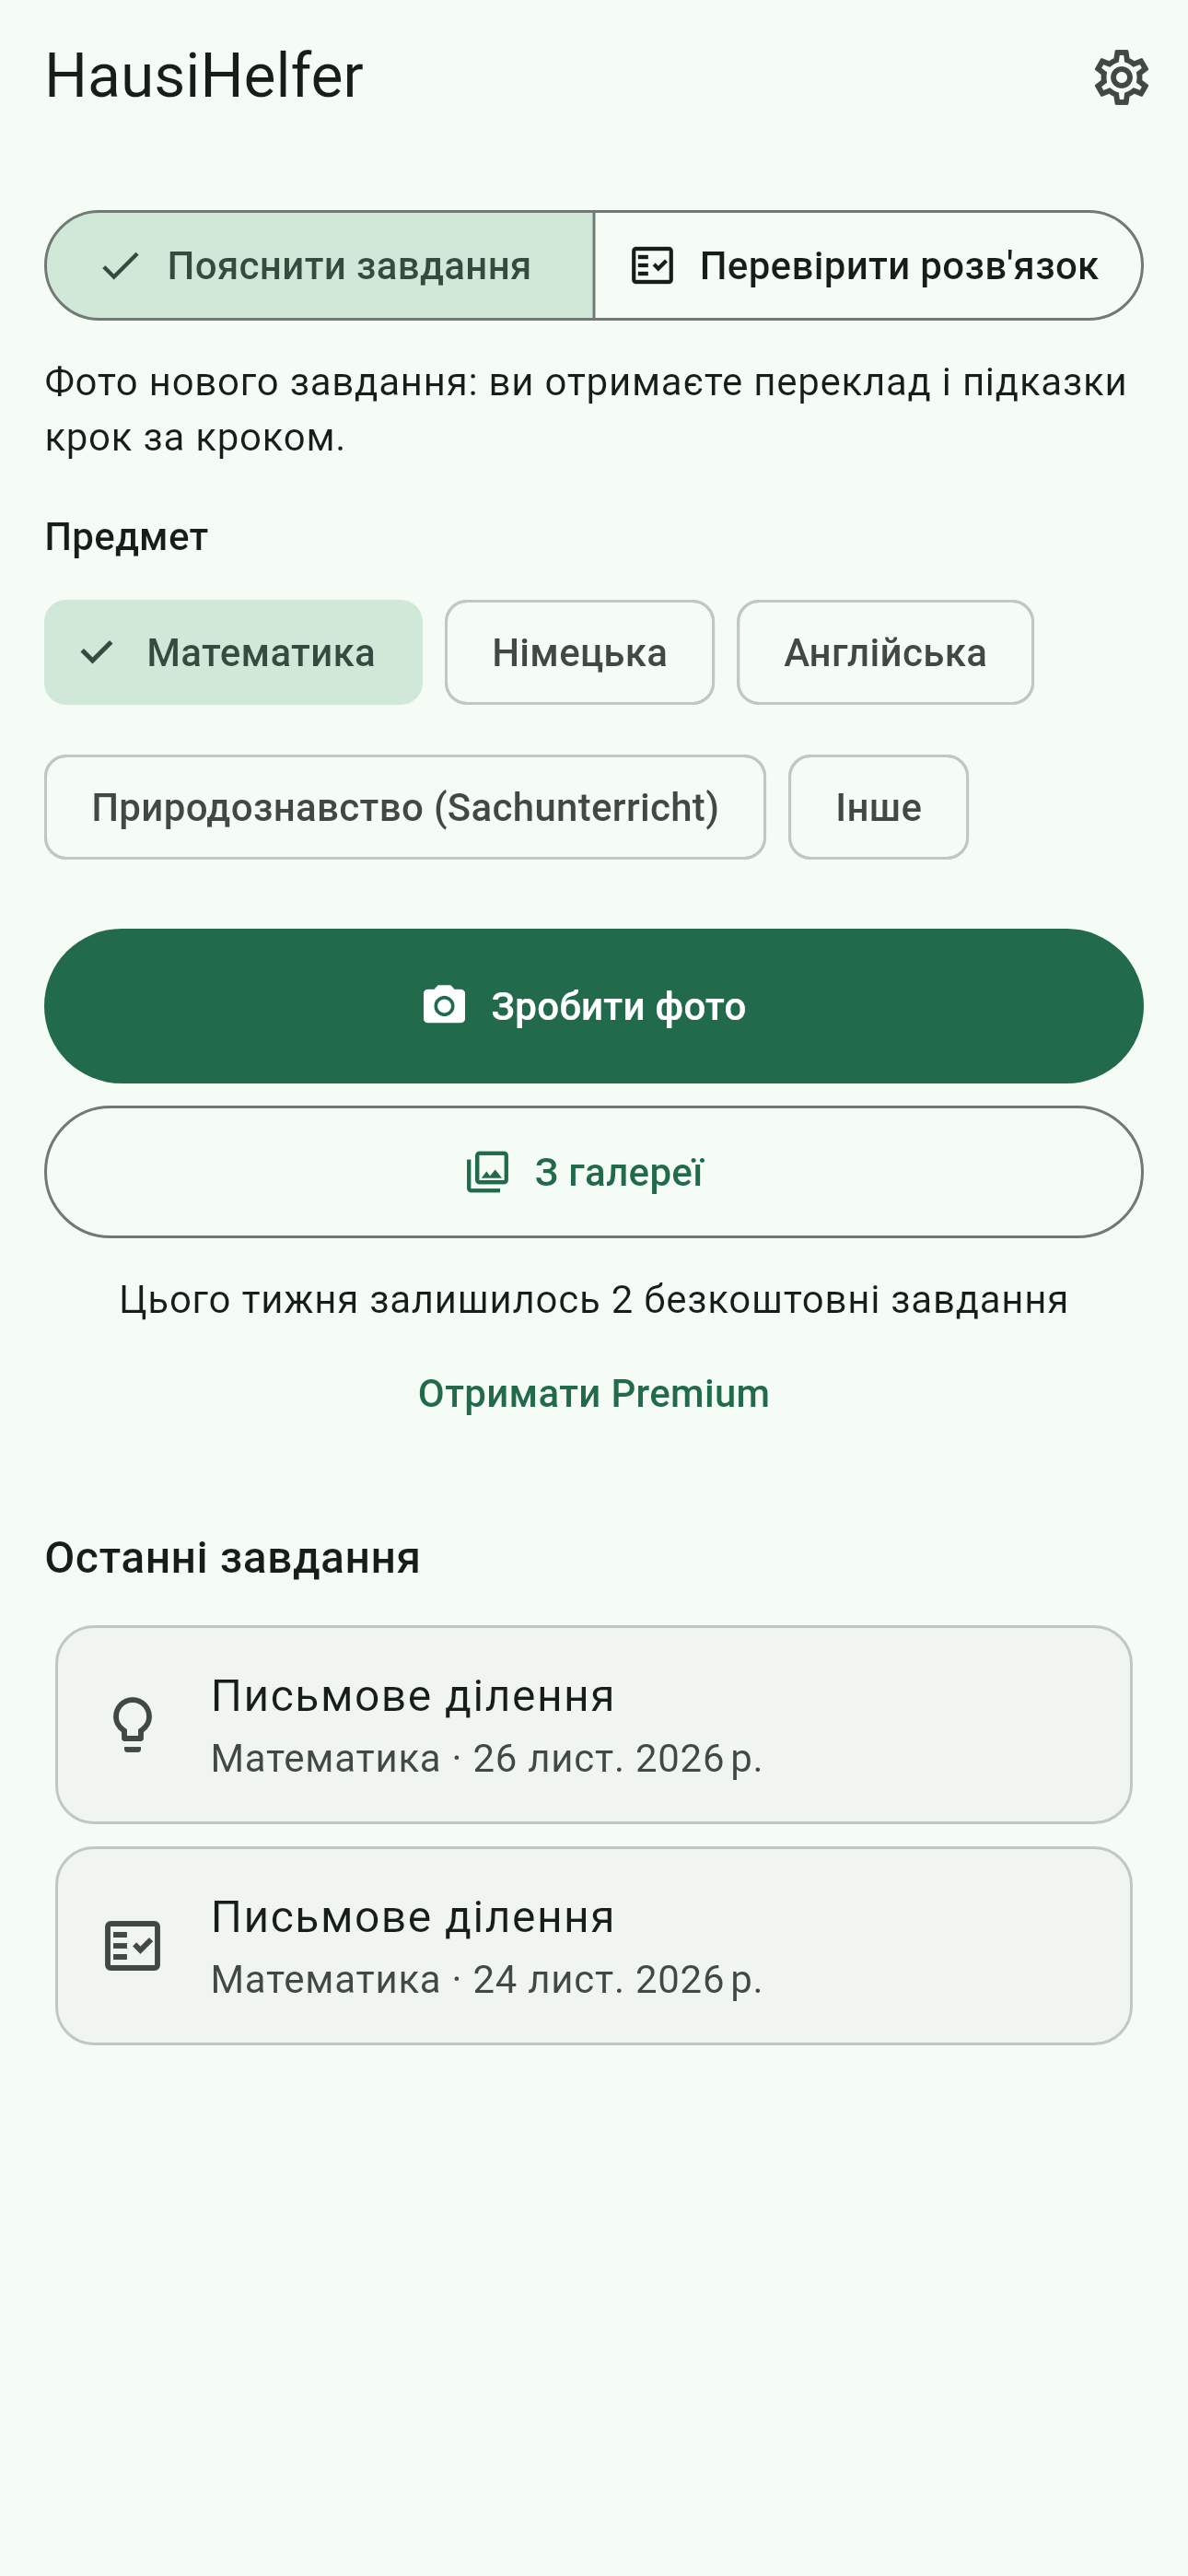 HausiHelfer
Пояснити завдання
Перевірити розв'язок
Фото нового завдання: ви отримаєте переклад і підказки
крок за кроком.
Предмет
Математика
Німецька
Англійська
Природознавство (Sachunterricht)
Інше
Зробити фото
З галереї
Цього тижня залишилось 2 безкоштовні завдання
Отримати Premium
Останні завдання
Письмове ділення
Математика · 26 лист. 2026 р.
Письмове ділення
Математика · 24 лист. 2026 р.